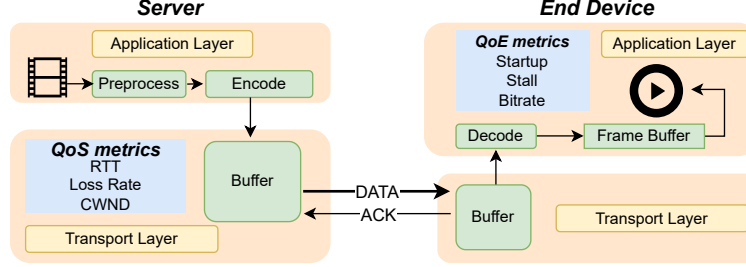 Server
Application Layer
Preprocess
Encode
QoS metrics
RTT
Loss Rate
CWND
Buffer
Transport Layer
DATA
ACK
End Device
QoE metrics
Startup
Stall
Bitrate
Application Layer
Decode
Frame Buffer
Buffer
Transport Layer